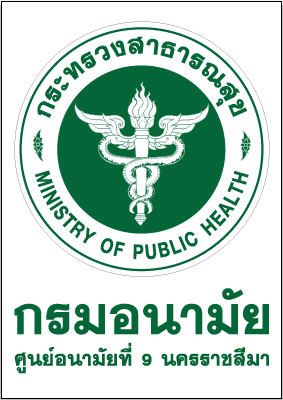 กระทรวงสาธารณสุข
MINISTRY OF PUBLIC HEALTH
กรมอนามัย
ศูนย์อนามัยที่ 9 นครราชสีมา